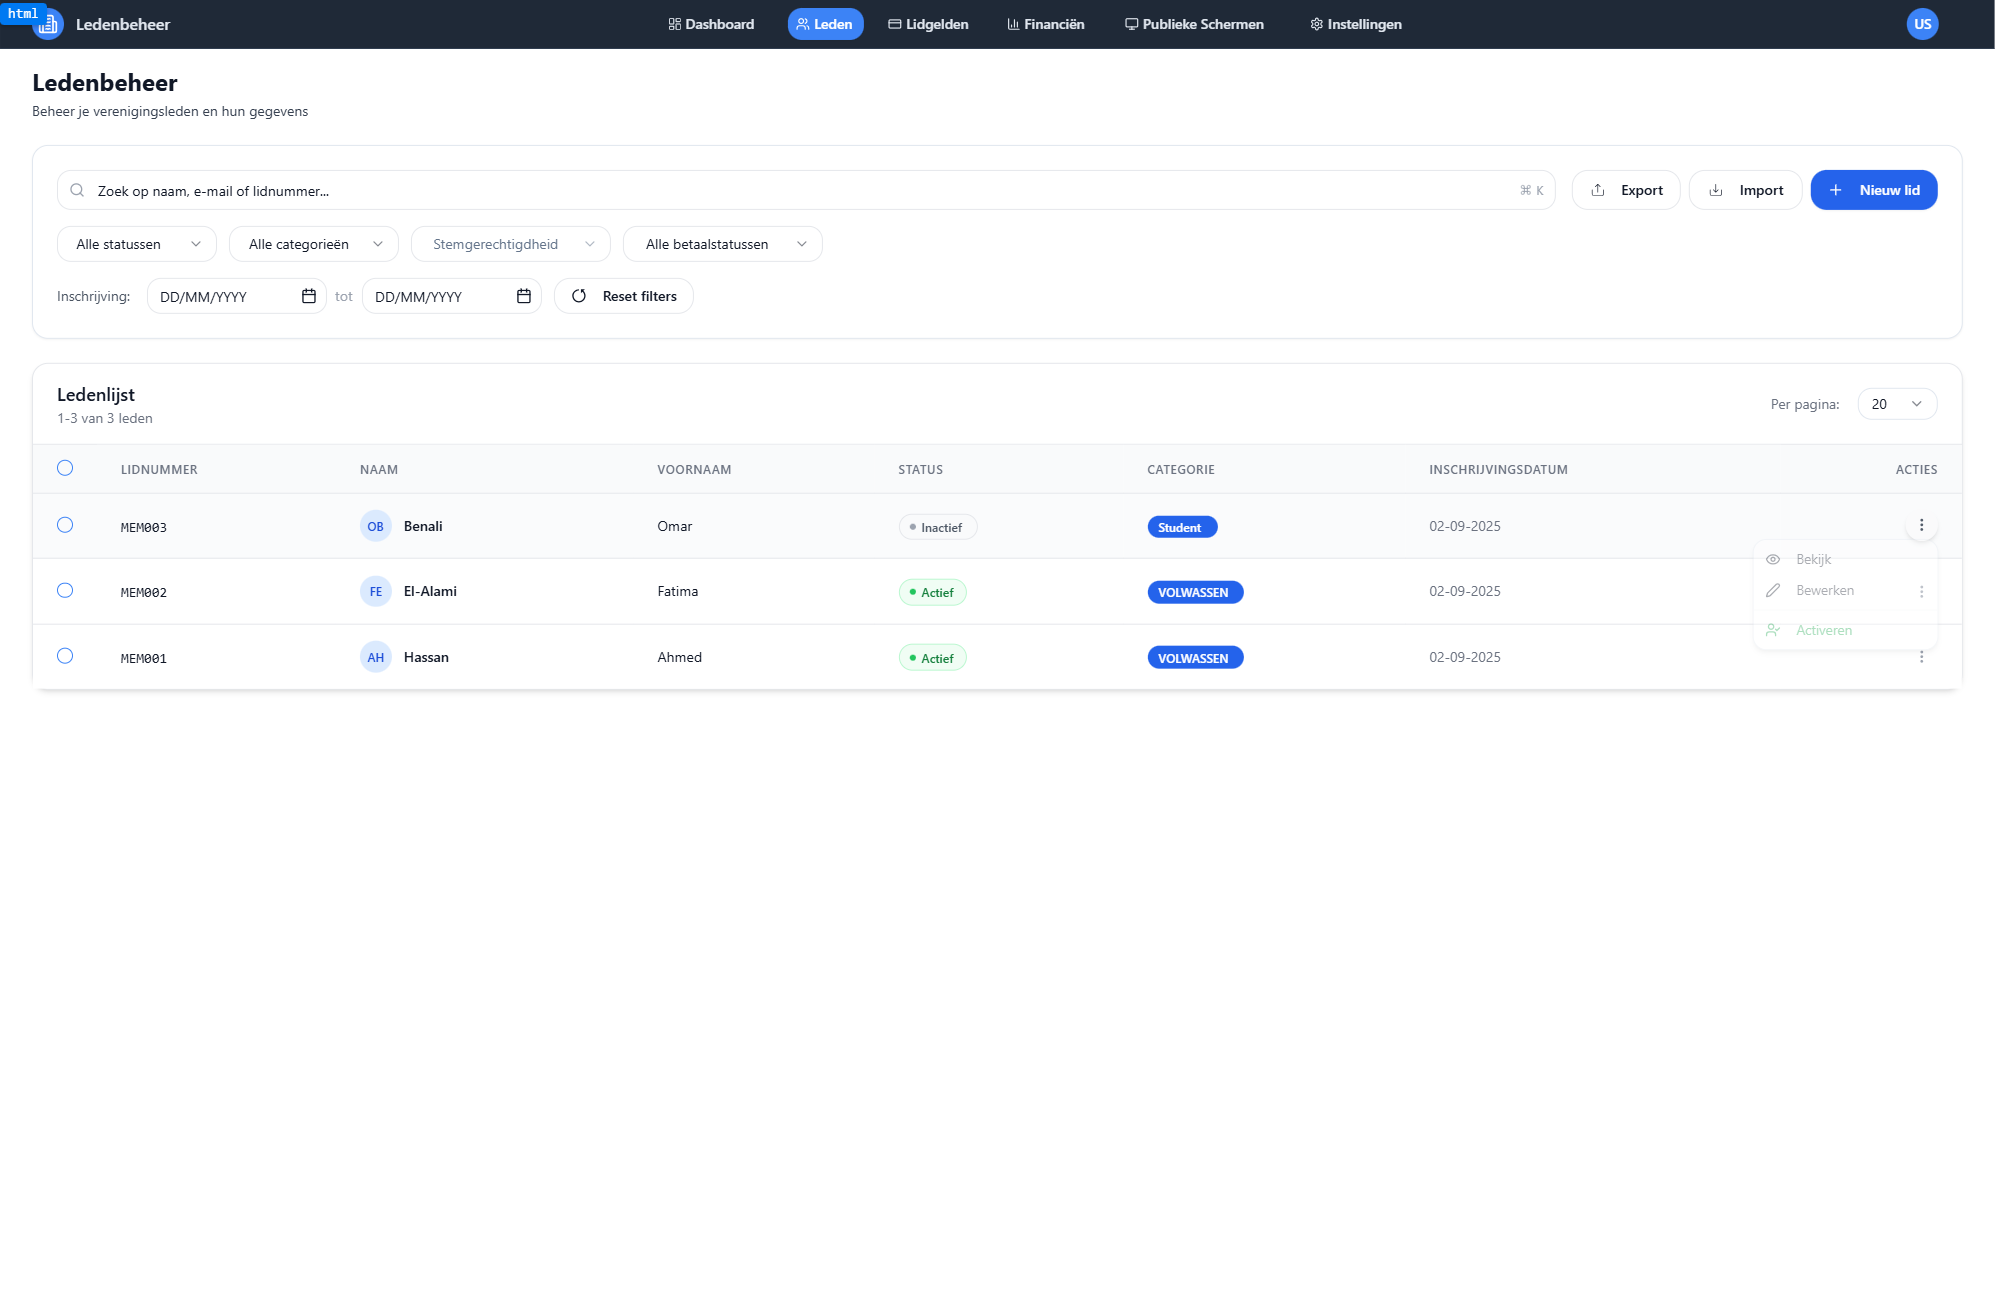 html
Ledenbeheer
Dashboard
Leden
Lidgelden
Financiën
Publieke Schermen
Instellingen
US
Ledenbeheer
Beheer je verenigingsleden en hun gegevens
Zoek op naam, e-mail of lidnummer...
⌘ K
Export
Import
Nieuw lid
Alle statussen
Alle categorieën
Stemgerechtigdheid
Alle betaalstatussen
Inschrijving:
DD/MM/YYYY
tot
DD/MM/YYYY
Reset filters
Ledenlijst
1-3 van 3 leden
Per pagina:
20
LIDNUMMER
NAAM
VOORNAAM
STATUS
CATEGORIE
INSCHRIJVINGSDATUM
ACTIES
MEM003
OB
Benali
Omar
Inactief
Student
02-09-2025
Bekijk
MEM002
FE
El-Alami
Fatima
Actief
VOLWASSEN
02-09-2025
Bewerken
Activeren
MEM001
AH
Hassan
Ahmed
Actief
VOLWASSEN
02-09-2025